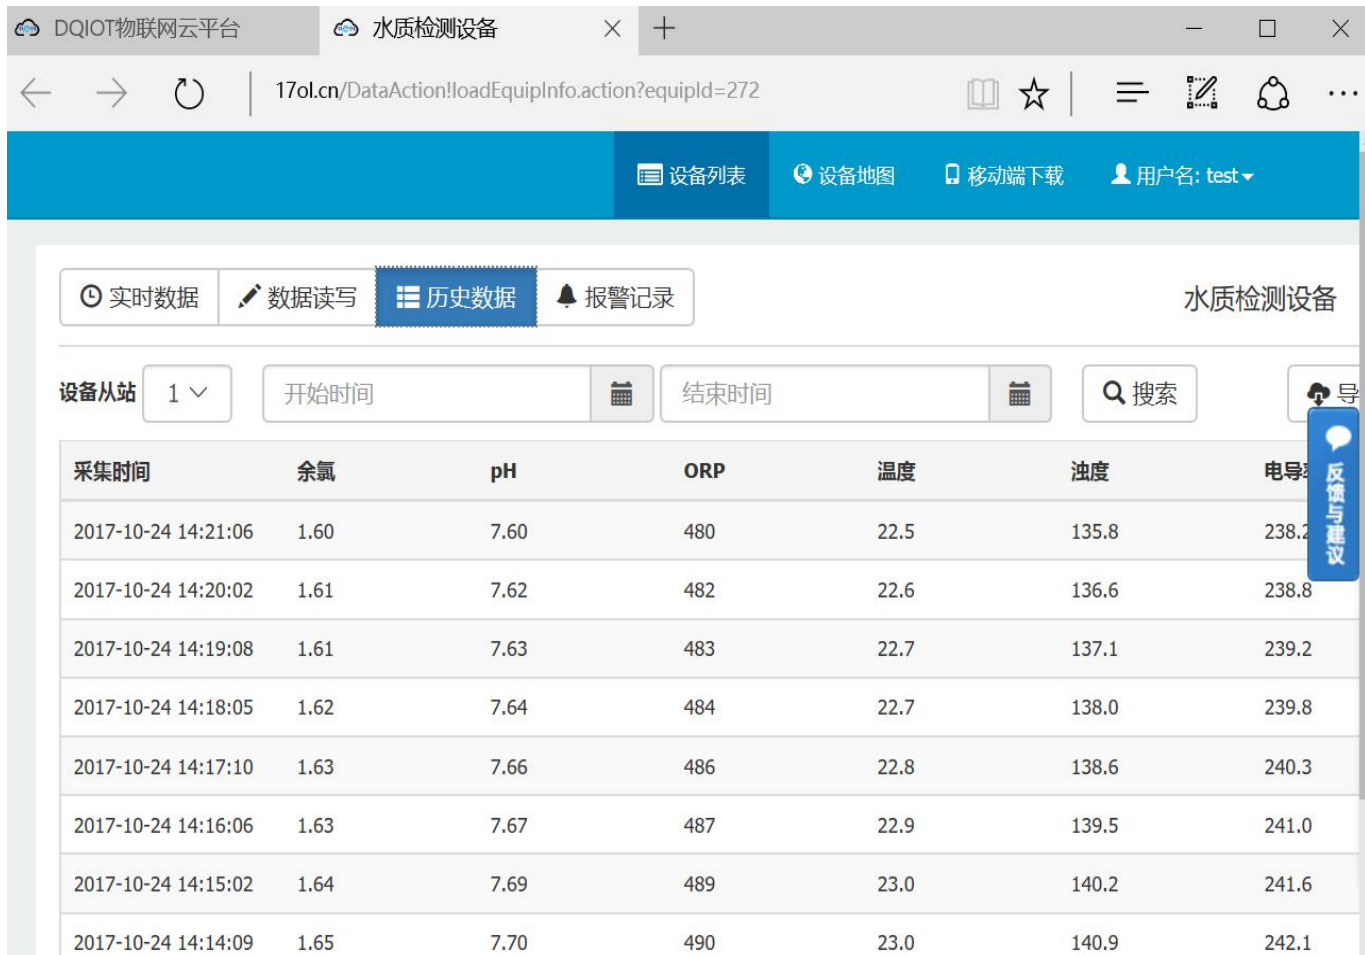 DQIOT物联网云平台 水质检测设备
17ol.cn/DataAction!loadEquipInfo.action?equipId=272
设备列表 设备地图 移动端下载 用户名: test
实时数据 数据读写 历史数据 报警记录 水质检测设备
设备从站 1 开始时间 结束时间 搜索 导
反馈与建议
采集时间 余氯 pH ORP 温度 浊度 电导
2017-10-24 14:21:06 1.60 7.60 480 22.5 135.8 238.2
2017-10-24 14:20:02 1.61 7.62 482 22.6 136.6 238.8
2017-10-24 14:19:08 1.61 7.63 483 22.7 137.1 239.2
2017-10-24 14:18:05 1.62 7.64 484 22.7 138.0 239.8
2017-10-24 14:17:10 1.63 7.66 486 22.8 138.6 240.3
2017-10-24 14:16:06 1.63 7.67 487 22.9 139.5 241.0
2017-10-24 14:15:02 1.64 7.69 489 23.0 140.2 241.6
2017-10-24 14:14:09 1.65 7.70 490 23.0 140.9 242.1